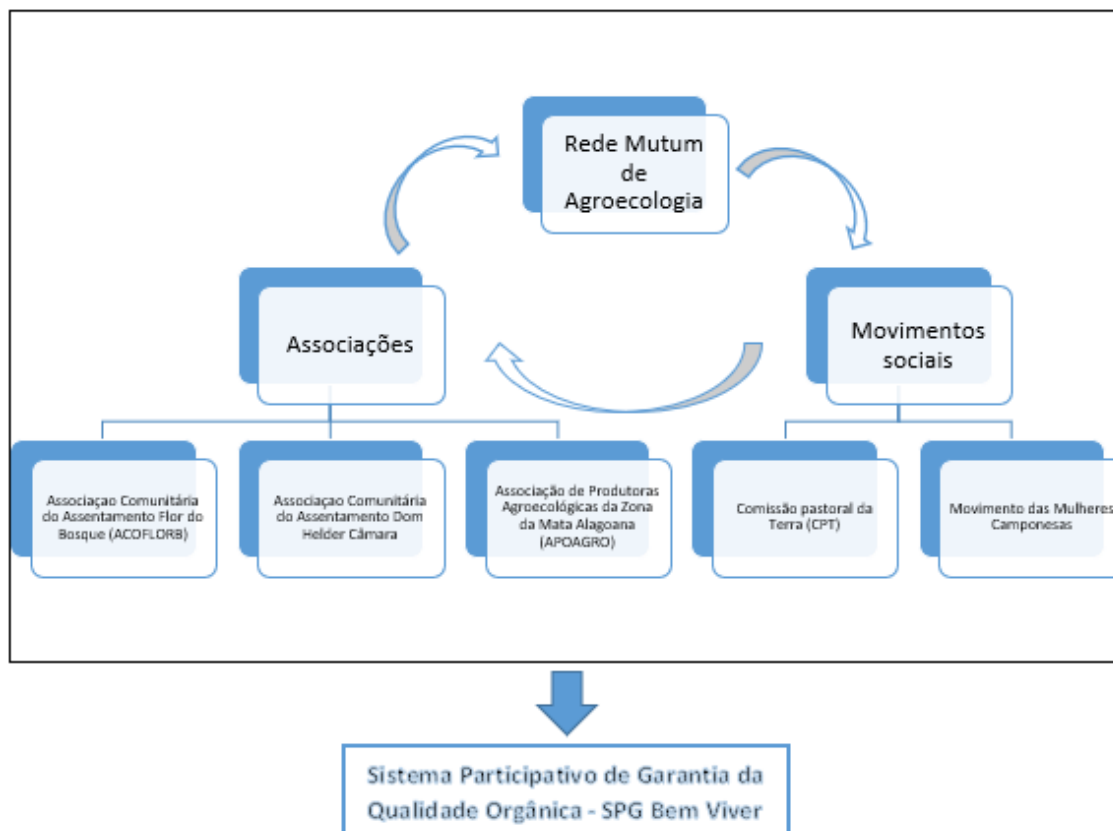 Rede Mutum
de
Agroecologia
Associações
Movimentos
sociais
Associaçao Comunitária
do Assentamento Flor do
Bosque (ACOFLORB)
Associaçao Comunitária
do Assentamento Dom
Helder Câmara
Associação de Produtoras
Agroecológicas da Zona
da Mata Alagoana
(APOAGRO)
Comissão pastoral da
Terra (CPT)
Movimento das Mulheres
Camponesas
Sistema Participativo de Garantia da
Qualidade Orgânica - SPG Bem Viver